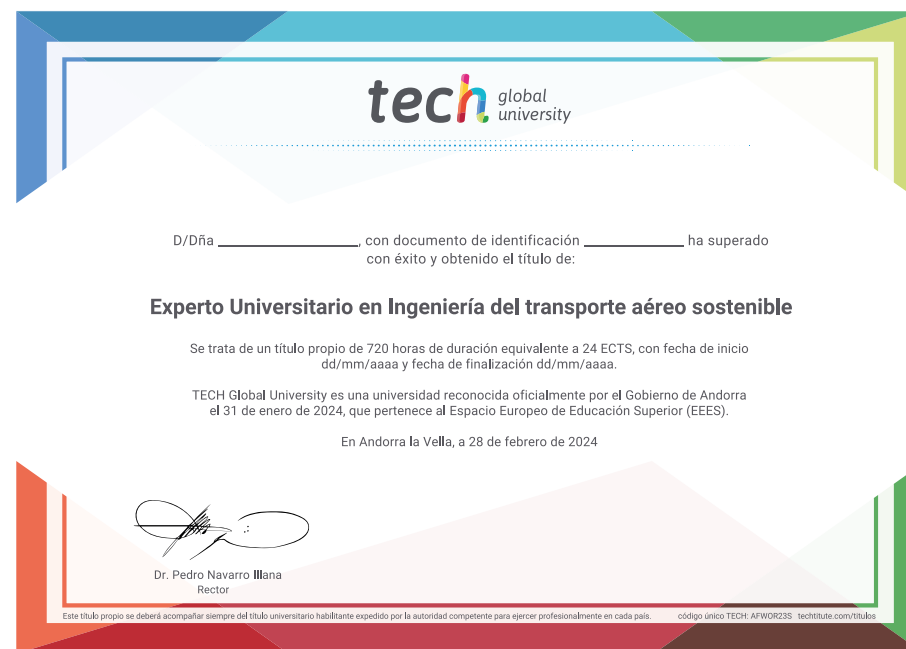 tech global university
D/Dña ____________________, con documento de identificación ______________ ha superado
con éxito y obtenido el título de:
Experto Universitario en Ingeniería del transporte aéreo sostenible
Se trata de un título propio de 720 horas de duración equivalente a 24 ECTS, con fecha de inicio
dd/mm/aaaa y fecha de finalización dd/mm/aaaa.
TECH Global University es una universidad reconocida oficialmente por el Gobierno de Andorra
el 31 de enero de 2024, que pertenece al Espacio Europeo de Educación Superior (EEES).
En Andorra la Vella, a 28 de febrero de 2024
Dr. Pedro Navarro Illana
Rector
Este título propio se deberá acompañar siempre del título universitario habilitante expedido por la autoridad competente para ejercer profesionalmente en cada país. código único TECH: AFWOR23S techtitute.com/titulos